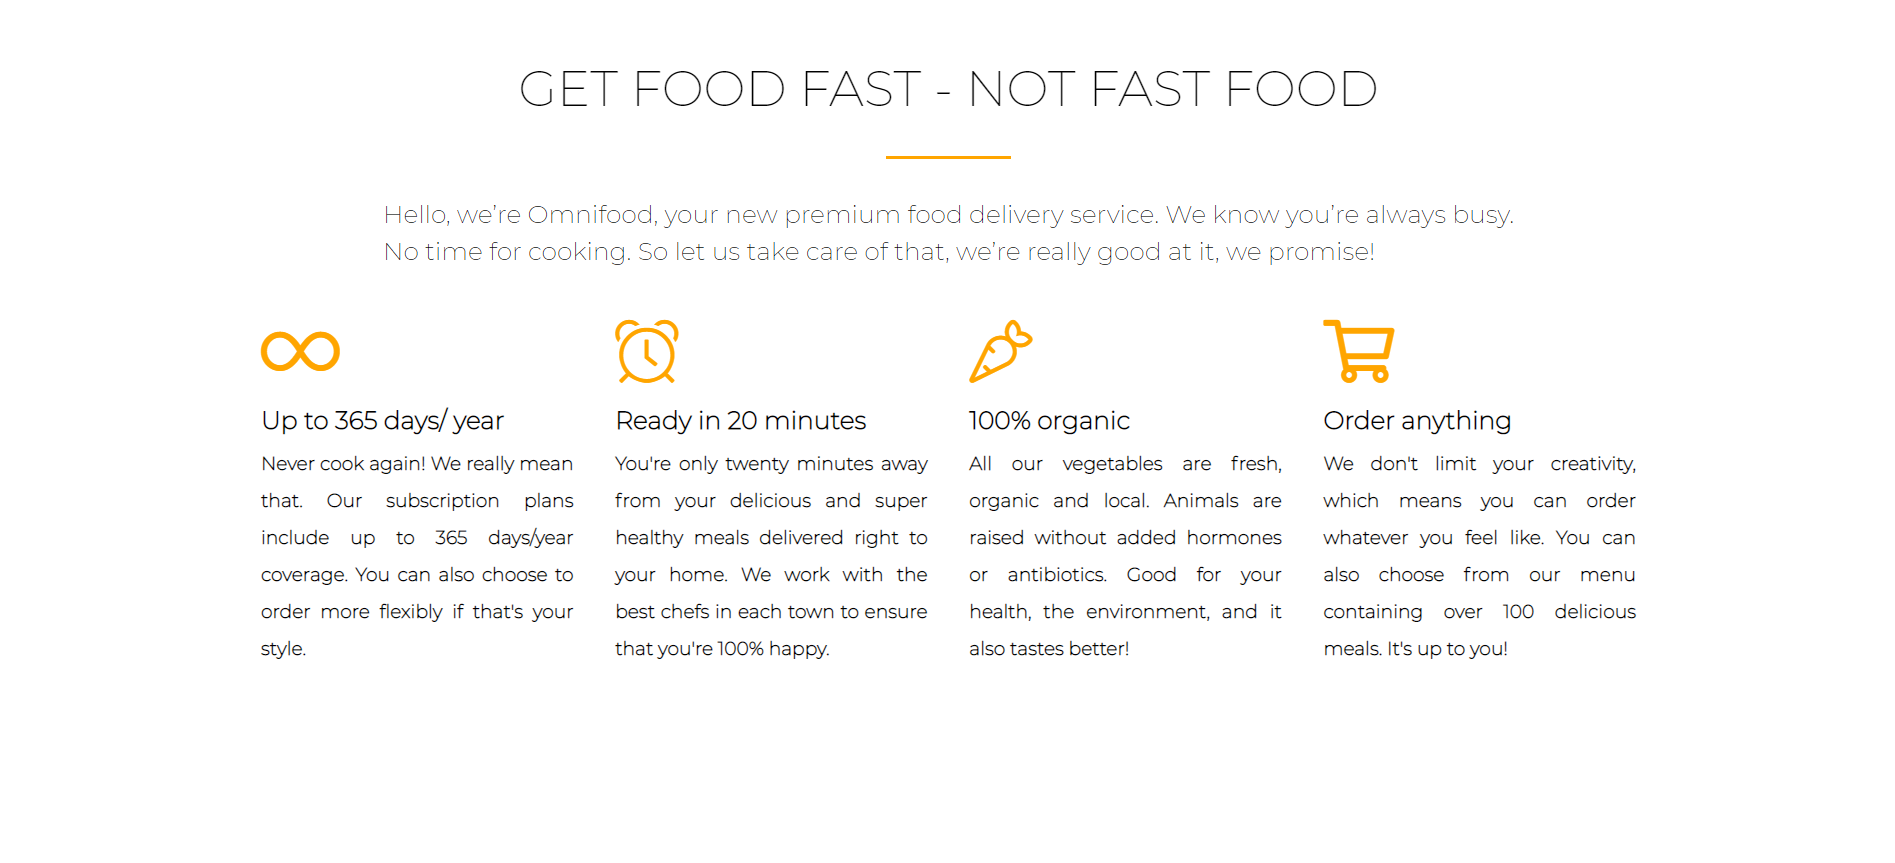 GET FOOD FAST - NOT FAST FOOD
Hello, we’re Omnifood, your new premium food delivery service. We know you’re always busy.
No time for cooking. So let us take care of that, we’re really good at it, we promise!
Up to 365 days/ year
Never cook again! We really mean
that. Our subscription plans
include up to 365 days/year
coverage. You can also choose to
order more flexibly if that's your
style.
Ready in 20 minutes
You're only twenty minutes away
from your delicious and super
healthy meals delivered right to
your home. We work with the
best chefs in each town to ensure
that you're 100% happy.
100% organic
All our vegetables are fresh,
organic and local. Animals are
raised without added hormones
or antibiotics. Good for your
health, the environment, and it
also tastes better!
Order anything
We don't limit your creativity,
which means you can order
whatever you feel like. You can
also choose from our menu
containing over 100 delicious
meals. It's up to you!